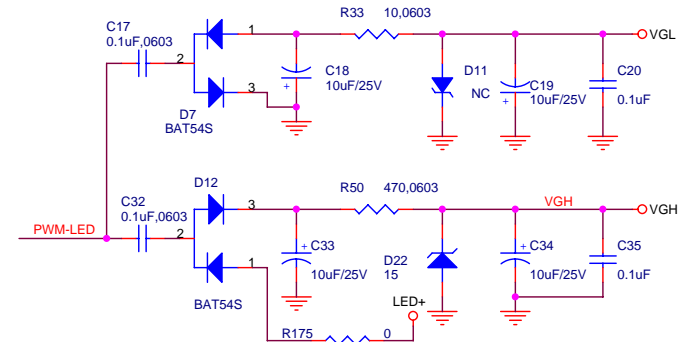 C17
0.1uF,0603
2
1
3
D7
BAT54S
R33 10,0603
C18
10uF/25V
+
D11
NC
C19
10uF/25V
+
C20
0.1uF
VGL
PWM-LED
C32
0.1uF,0603
2
D12
3
1
BAT54S
R50 470,0603
+
C33
10uF/25V
D22
15
VGH
+
C34
10uF/25V
C35
0.1uF
VGH
LED+
R175 0